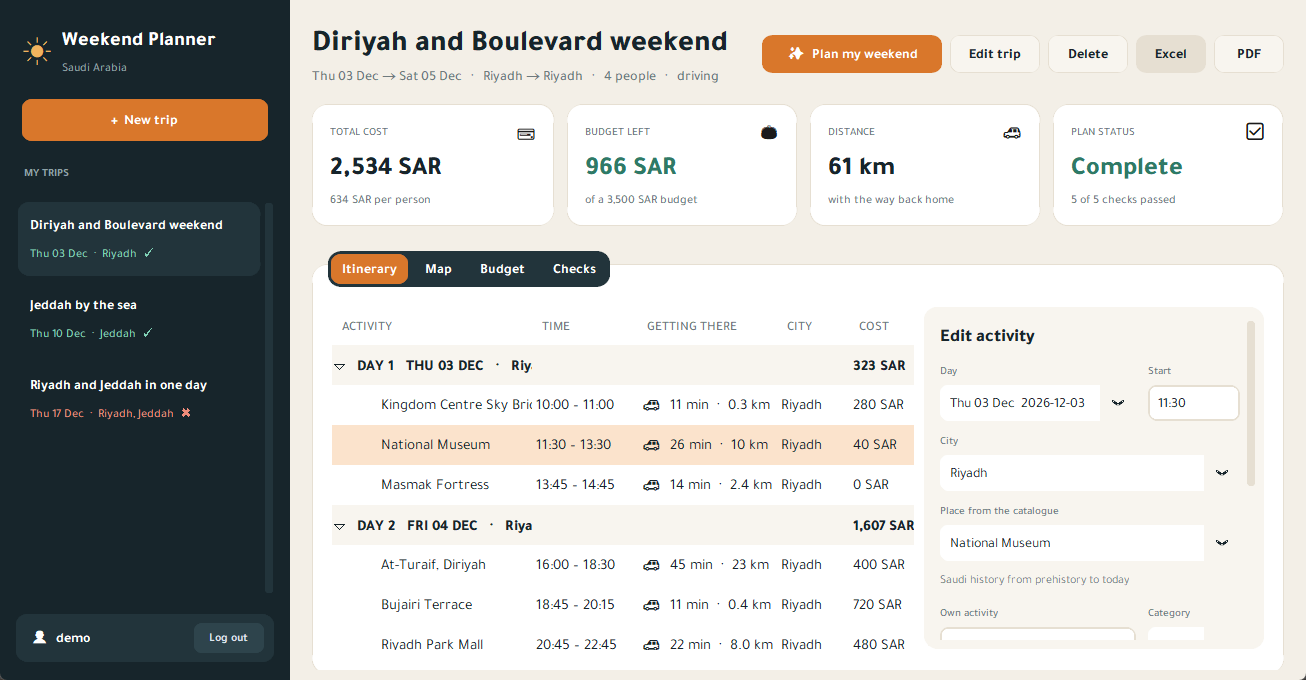 Weekend Planner
Saudi Arabia
+ New trip
MY TRIPS
Diriyah and Boulevard weekend
Thu 03 Dec · Riyadh ✓
Jeddah by the sea
Thu 10 Dec · Jeddah ✓
Riyadh and Jeddah in one day
Thu 17 Dec · Riyadh, Jeddah ✖
demo
Log out
Diriyah and Boulevard weekend
Thu 03 Dec → Sat 05 Dec · Riyadh → Riyadh · 4 people · driving
Plan my weekend
Edit trip
Delete
Excel
PDF
TOTAL COST
2,534 SAR
634 SAR per person
BUDGET LEFT
966 SAR
of a 3,500 SAR budget
DISTANCE
61 km
with the way back home
PLAN STATUS
Complete
5 of 5 checks passed
Itinerary Map Budget Checks
ACTIVITY TIME GETTING THERE CITY COST
DAY 1 THU 03 DEC · Riy 323 SAR
Kingdom Centre Sky Bric 10:00 - 11:00 11 min · 0.3 km Riyadh 280 SAR
National Museum 11:30 - 13:30 26 min · 10 km Riyadh 40 SAR
Masmak Fortress 13:45 - 14:45 14 min · 2.4 km Riyadh 0 SAR
DAY 2 FRI 04 DEC · Riya 1,607 SAR
At-Turaif, Diriyah 16:00 - 18:30 45 min · 23 km Riyadh 400 SAR
Bujairi Terrace 18:45 - 20:15 11 min · 0.4 km Riyadh 720 SAR
Riyadh Park Mall 20:45 - 22:45 22 min · 8.0 km Riyadh 480 SAR
Edit activity
Day Start
Thu 03 Dec 2026-12-03 11:30
City
Riyadh
Place from the catalogue
National Museum
Saudi history from prehistory to today
Own activity Category